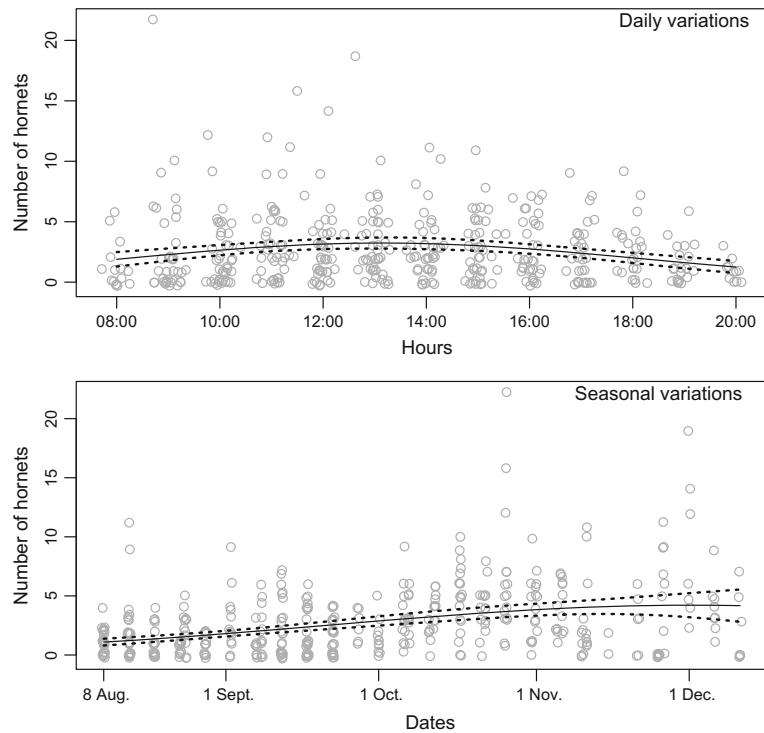 Daily variations
Number of hornets
20
15
10
5
0
08:00 10:00 12:00 14:00 16:00 18:00 20:00
Hours
Seasonal variations
Number of hornets
20
15
10
5
0
8 Aug. 1 Sept. 1 Oct. 1 Nov. 1 Dec.
Dates